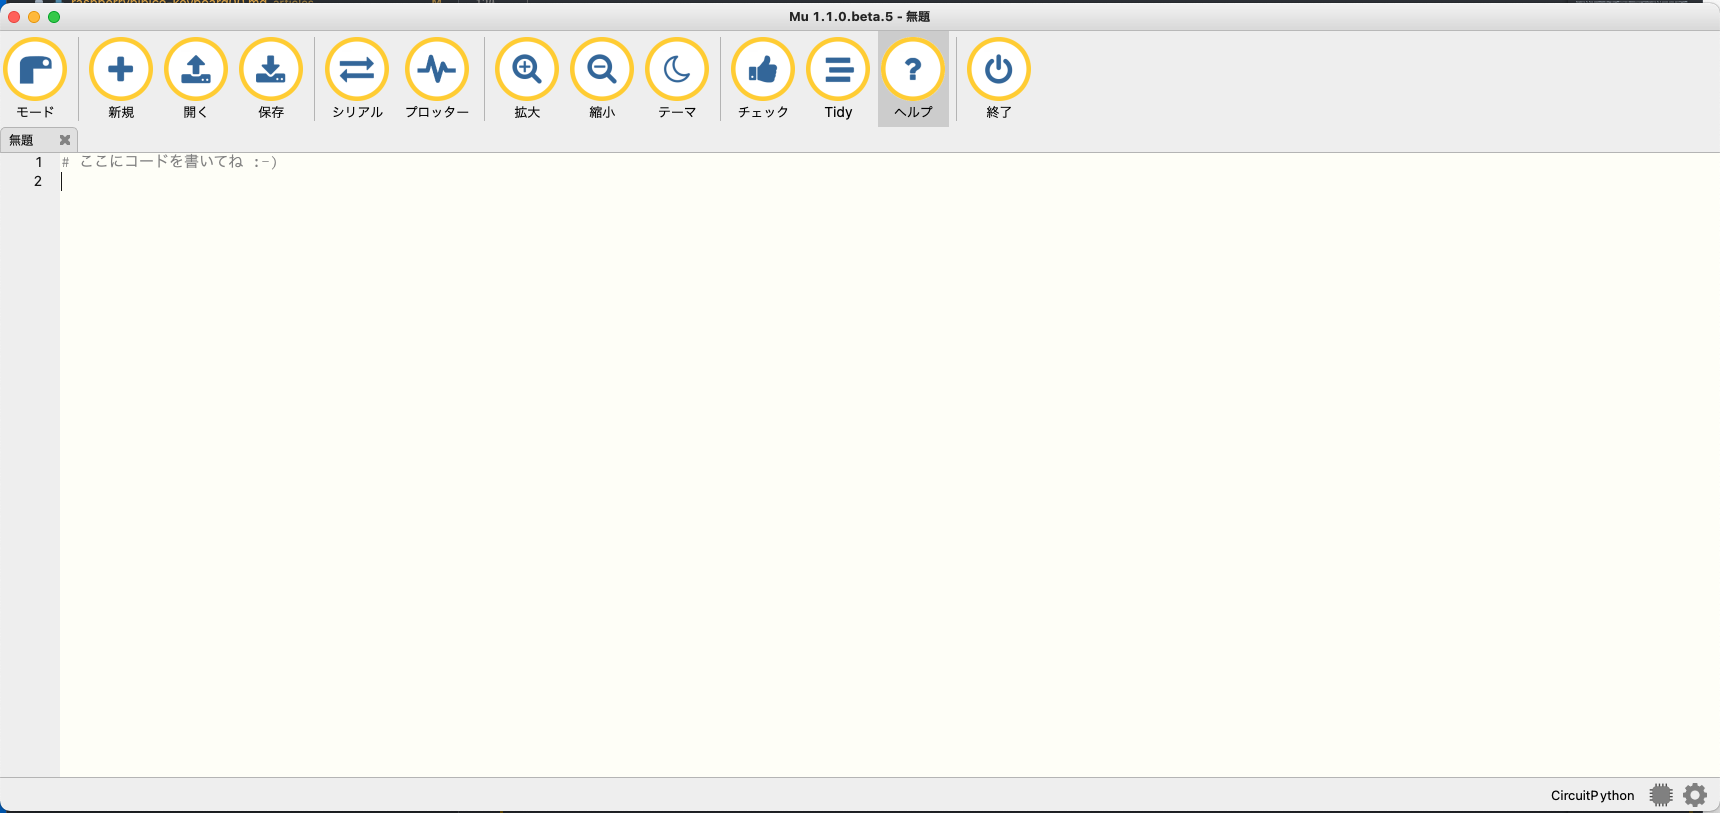 Mu 1.1.0.beta.5 - 無題
モード 新規 開く 保存 シリアル プロッター 拡大 縮小 テーマ チェック Tidy ヘルプ 終了
無題
1 # ここにコードを書いてね :-)
2
CircuitPython